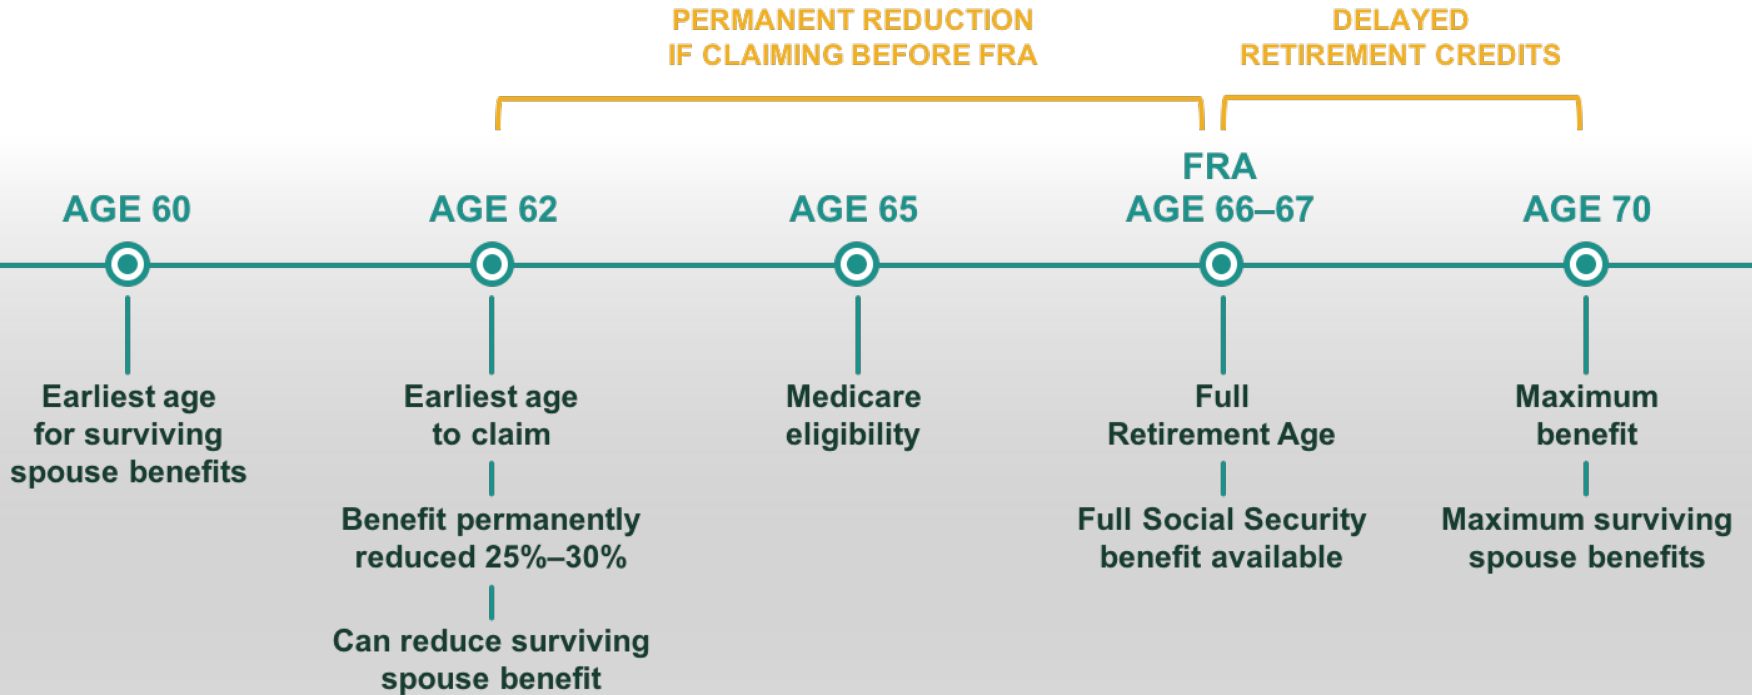 PERMANENT REDUCTION
IF CLAIMING BEFORE FRA
DELAYED
RETIREMENT CREDITS
AGE 60
AGE 62
AGE 65
FRA
AGE 66–67
AGE 70
Earliest age
for surviving
spouse benefits
Earliest age
to claim
Benefit permanently
reduced 25%–30%
Can reduce surviving
spouse benefit
Medicare
eligibility
Full
Retirement Age
Full Social Security
benefit available
Maximum
benefit
Maximum surviving
spouse benefits